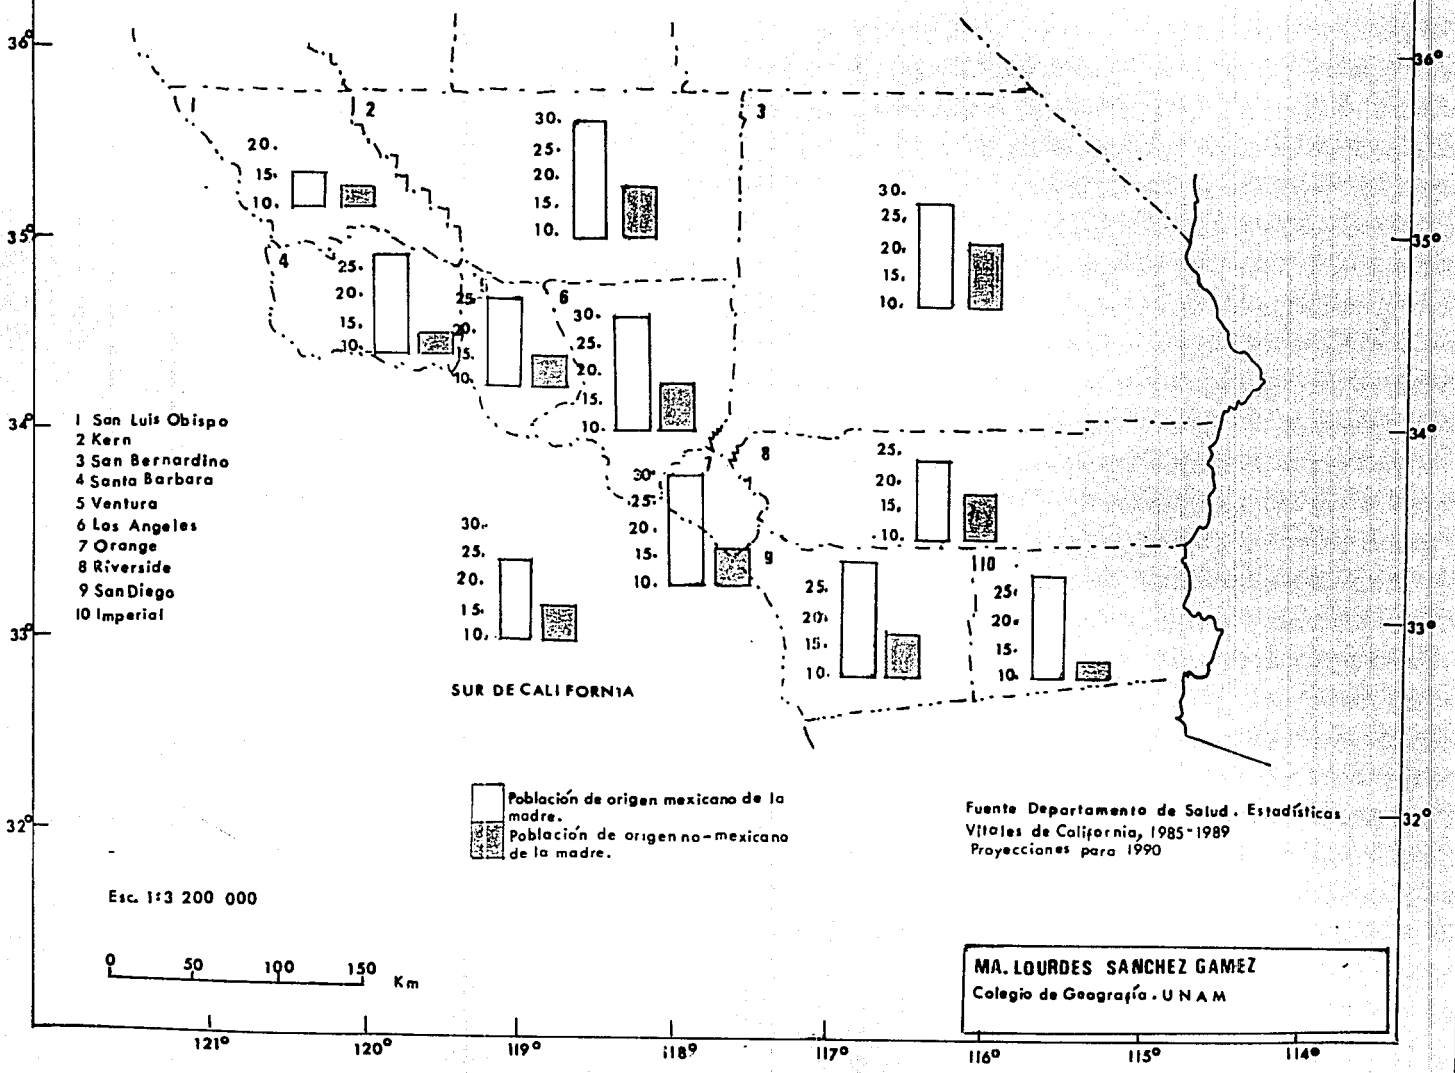 36°
36°
2
3
30.
25.
20.
15.
10.
20.
15.
10.
30.
25.
20.
15.
10.
35°
35°
4
25.
20.
15.
10.
25
20.
15.
10.
6
30.
25.
20.
15.
10.
34°
34°
1 San Luis Obispo
2 Kern
3 San Bernardino
4 Santa Barbara
5 Ventura
6 Los Angeles
7 Orange
8 Riverside
9 San Diego
10 Imperial
8
25.
20.
15.
10.
30.
25.
20.
15.
10.
9
30.
25.
20.
15.
10.
10
25.
20.
15.
10.
25.
20.
15.
10
33°
33°
SUR DE CALIFORNIA
Población de origen mexicano de la
madre.
Población de origen no-mexicano
de la madre.
Fuente Departamento de Salud. Estadísticas
Vitales de California, 1985-1989
Proyecciones para 1990
32°
32°
Esc. 1:3 200 000
0 50 100 150
Km
MA. LOURDES SANCHEZ GAMEZ
Colegio de Geografía. UNAM
121° 120° 119° 118° 117° 116° 115° 114°